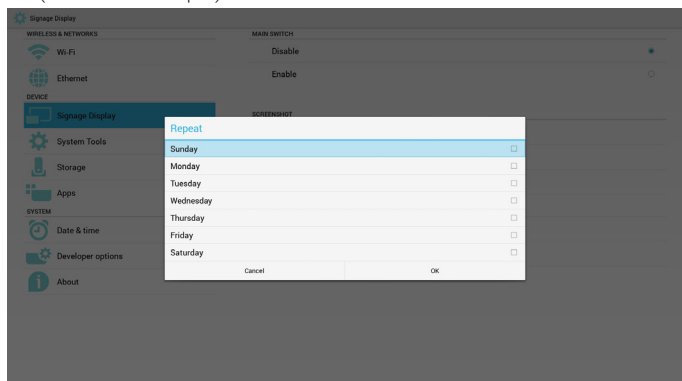 Signage Display
WIRELESS & NETWORKS
Wi-Fi
Ethernet
DEVICE
Signage Display
System Tools
Storage
Apps
SYSTEM
Date & time
Developer options
About
MAIN SWITCH
Disable
Enable
SCREENSHOT
Repeat
Sunday
Monday
Tuesday
Wednesday
Thursday
Friday
Saturday
Cancel OK